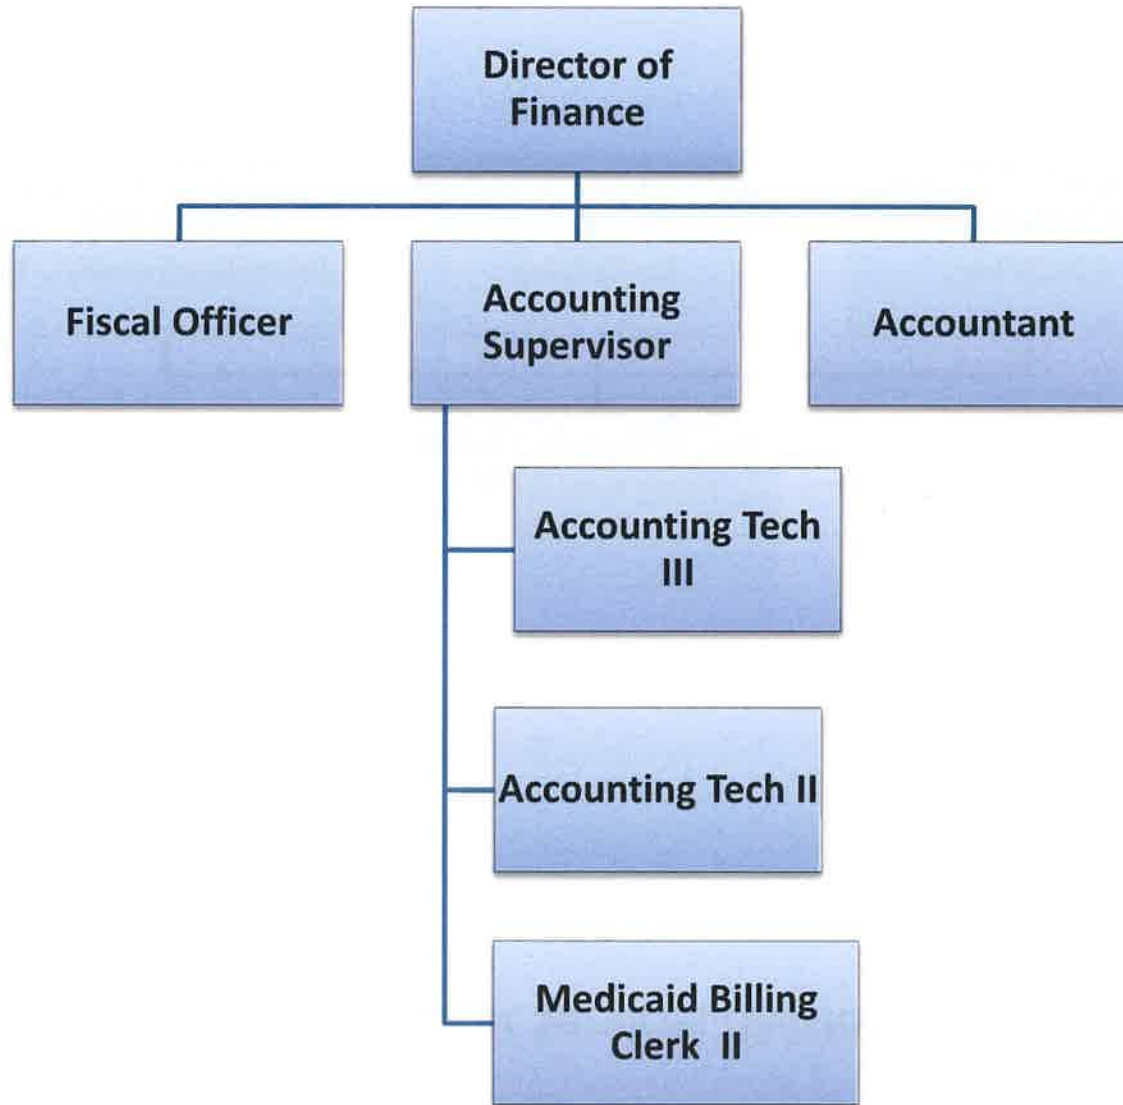 Director of
Finance
Fiscal Officer
Accounting
Supervisor
Accountant
Accounting Tech
III
Accounting Tech II
Medicaid Billing
Clerk II